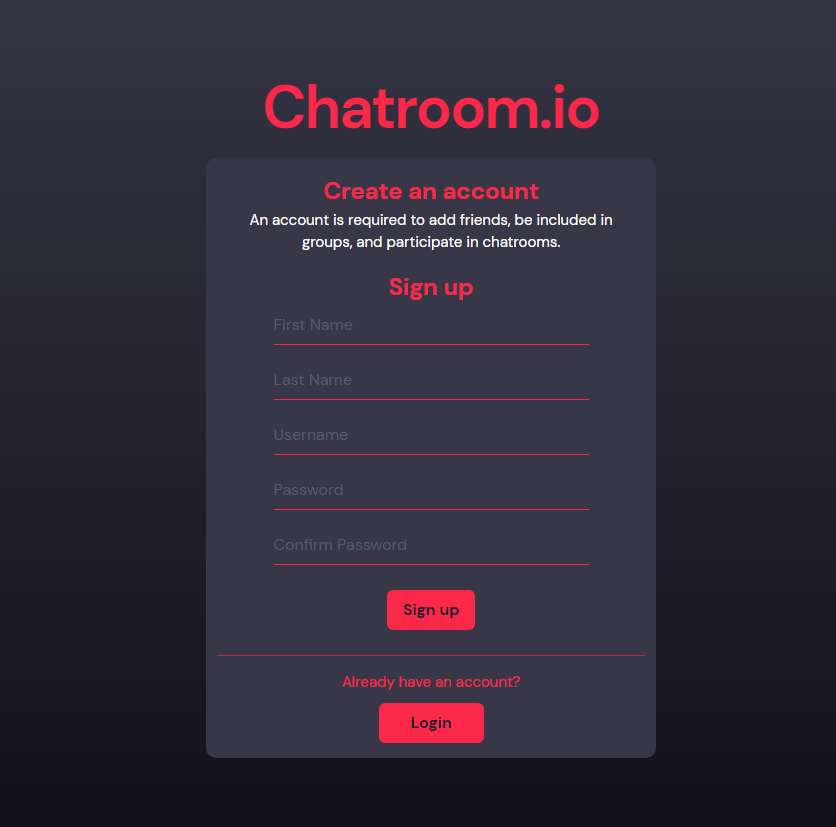 Chatroom.io
Create an account
An account is required to add friends, be included in
groups, and participate in chatrooms.
Sign up
First Name
Last Name
Username
Password
Confirm Password
Sign up
Already have an account?
Login